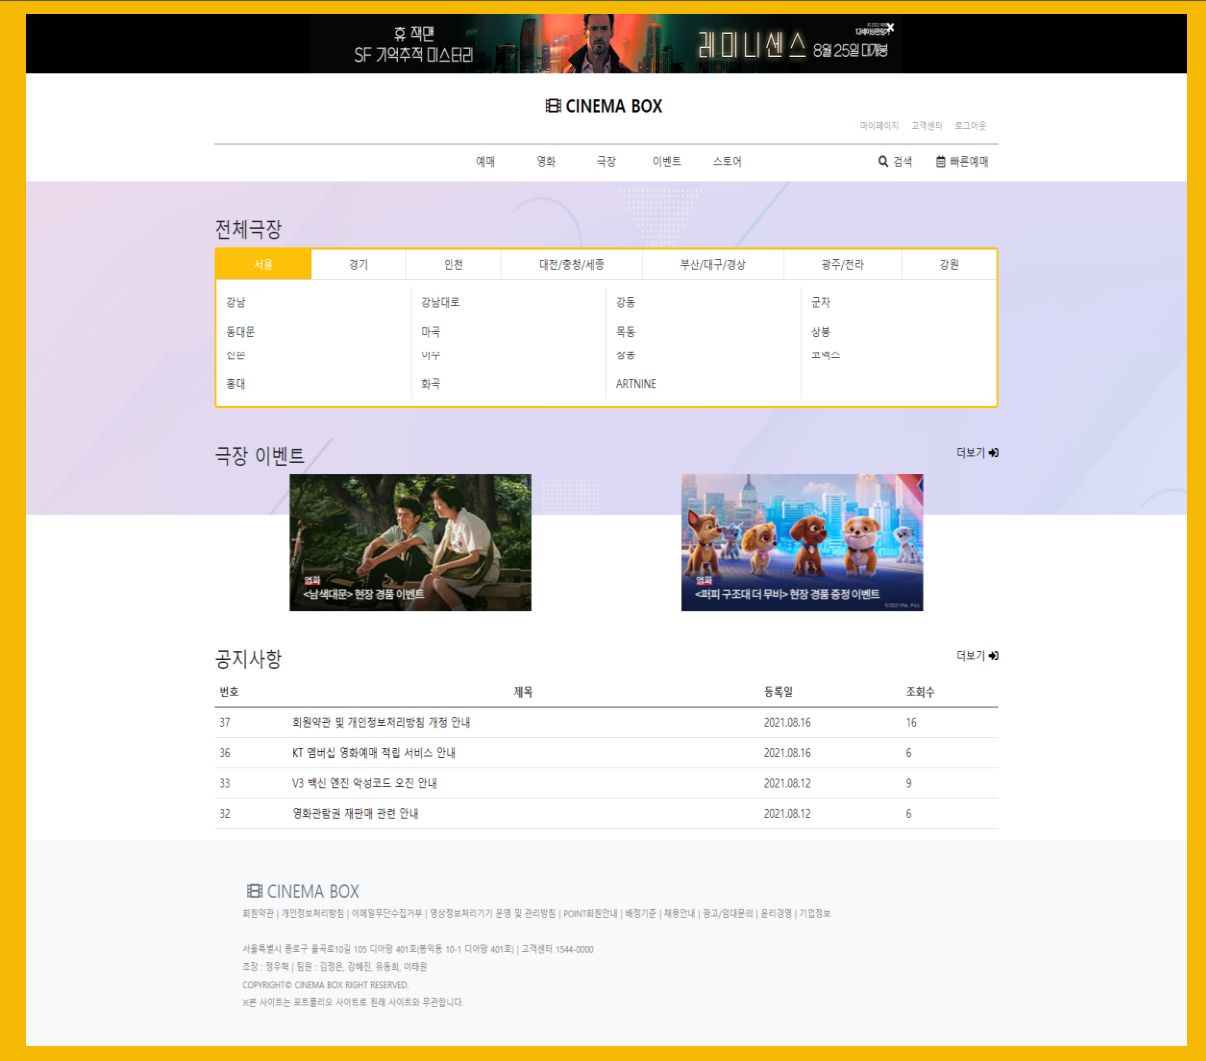 휴 잭맨
SF 기억추적 미스터리
레미니센스 8월 25일 대개봉
CINEMA BOX
마이페이지 고객센터 로그아웃
예매 영화 극장 이벤트 스토어 검색 빠른예매
전체극장
서울 경기 인천 대전/충청/세종 부산/대구/경상 광주/전라 강원
강남 강남대로 강동 군자
동대문 마곡 목동 상봉
신촌 이수 창동 코엑스
홍대 화곡 ARTNINE
극장 이벤트 더보기
영화
<남색대문> 현장 경품 이벤트
영화
<퍼피 구조대 더 무비> 현장 경품 증정 이벤트
공지사항 더보기
번호 제목 등록일 조회수
37 회원약관 및 개인정보처리방침 개정 안내 2021.08.16 16
36 KT 멤버십 영화예매 적립 서비스 안내 2021.08.16 6
33 V3 백신 엔진 악성코드 오진 안내 2021.08.12 9
32 영화관람권 재판매 관련 안내 2021.08.12 6
CINEMA BOX
회원약관 | 개인정보처리방침 | 이메일무단수집거부 | 영상정보처리기기 운영 및 관리방침 | POINT회원안내 | 배정기준 | 채용안내 | 광고/임대문의 | 윤리경영 | 기업정보
서울특별시 종로구 율곡로10길 105 디아망 401호(봉익동 10-1 디아망 401호) | 고객센터 1544-0000
조장 : 정우혁 | 팀원 : 김정은, 강혜진, 유동희, 이태원
COPYRIGHT© CINEMA BOX RIGHT RESERVED.
※본 사이트는 포트폴리오 사이트로 원래 사이트와 무관합니다.